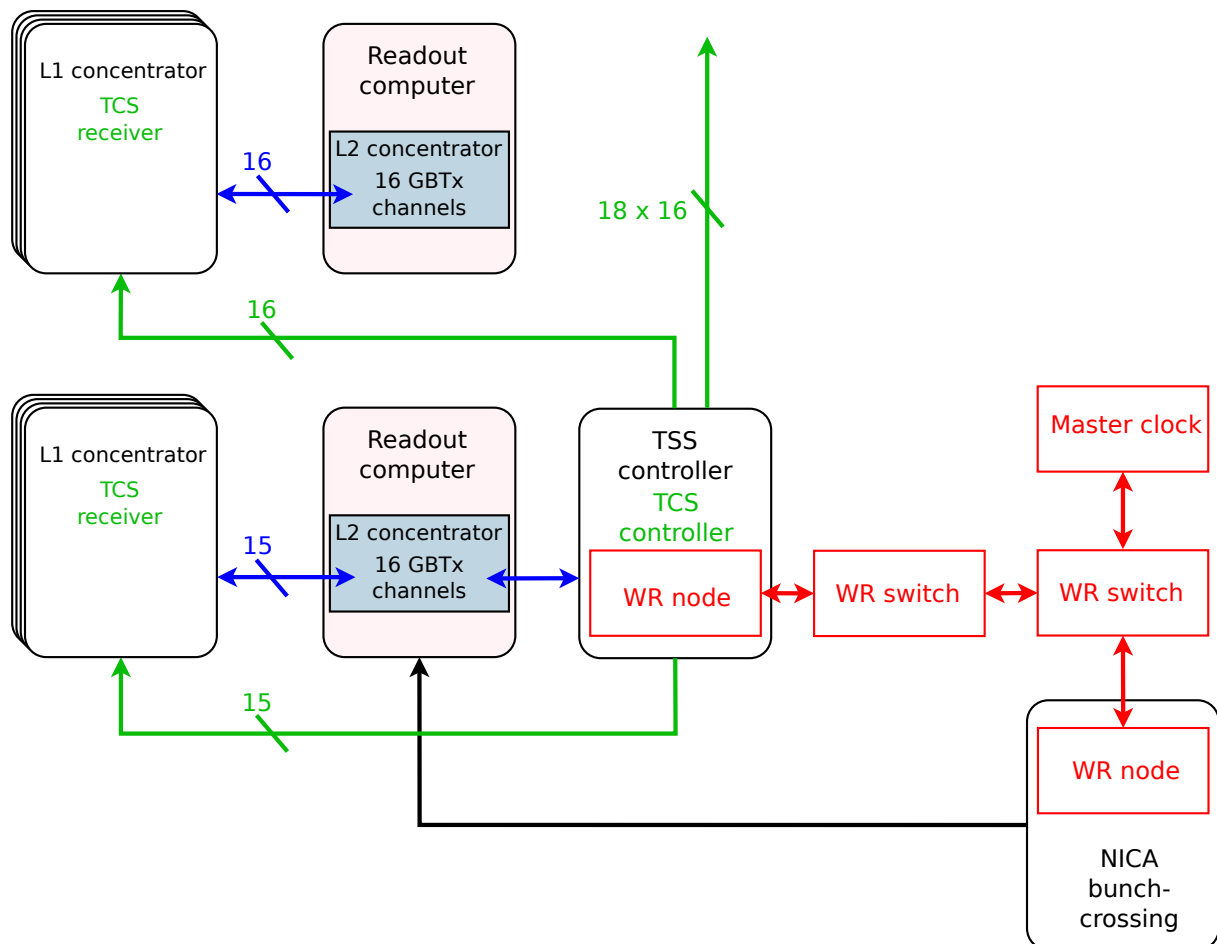 L1 concentrator
TCS
receiver
16
Readout
computer
L2 concentrator
16 GBTx
channels
18 x 16
16
L1 concentrator
TCS
receiver
15
Readout
computer
L2 concentrator
16 GBTx
channels
TSS
controller
TCS
controller
WR node
WR switch
Master clock
WR switch
15
WR node
NICA
bunch-
crossing